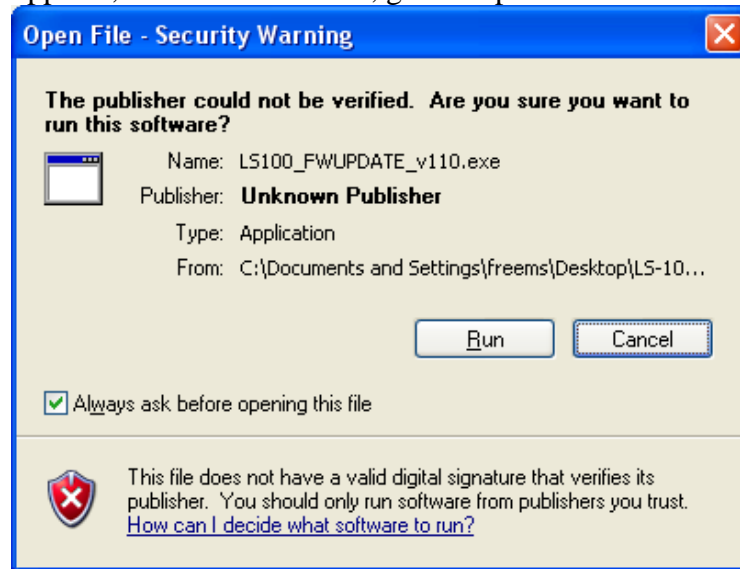 Open File - Security Warning
The publisher could not be verified. Are you sure you want to
run this software?
Name: LS100_FWUPDATE_v110.exe
Publisher: Unknown Publisher
Type: Application
From: C:\Documents and Settings\freems\Desktop\LS-10...
Run Cancel
Always ask before opening this file
This file does not have a valid digital signature that verifies its
publisher. You should only run software from publishers you trust.
How can I decide what software to run?